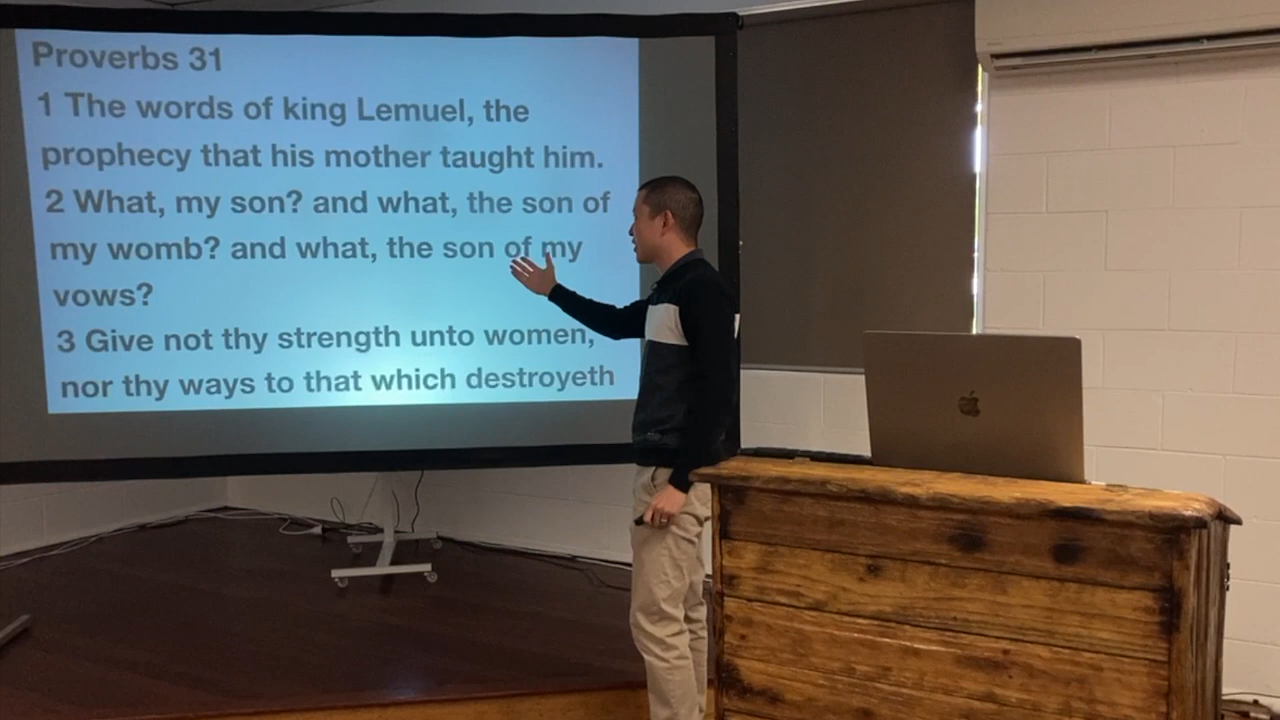 Proverbs 31
1 The words of king Lemuel, the
prophecy that his mother taught him.
2 What, my son? and what, the son of
my womb? and what, the son of my
vows?
3 Give not thy strength unto women,
nor thy ways to that which destroyeth